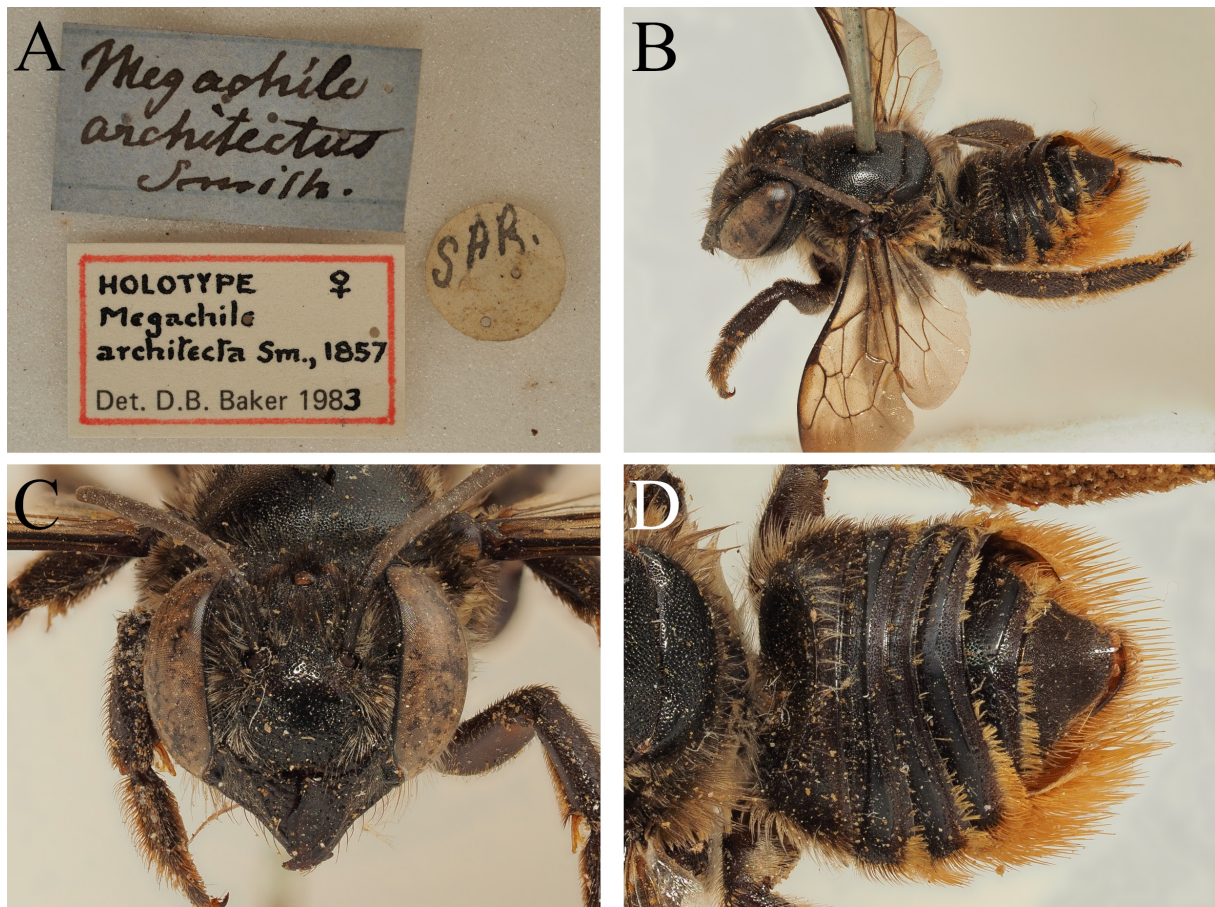 A
Megachile
architectus
Smith.
HOLOTYPE ♀
Megachile
architecta Sm., 1857
Det. D.B. Baker 1983
SAR.
B
C
D